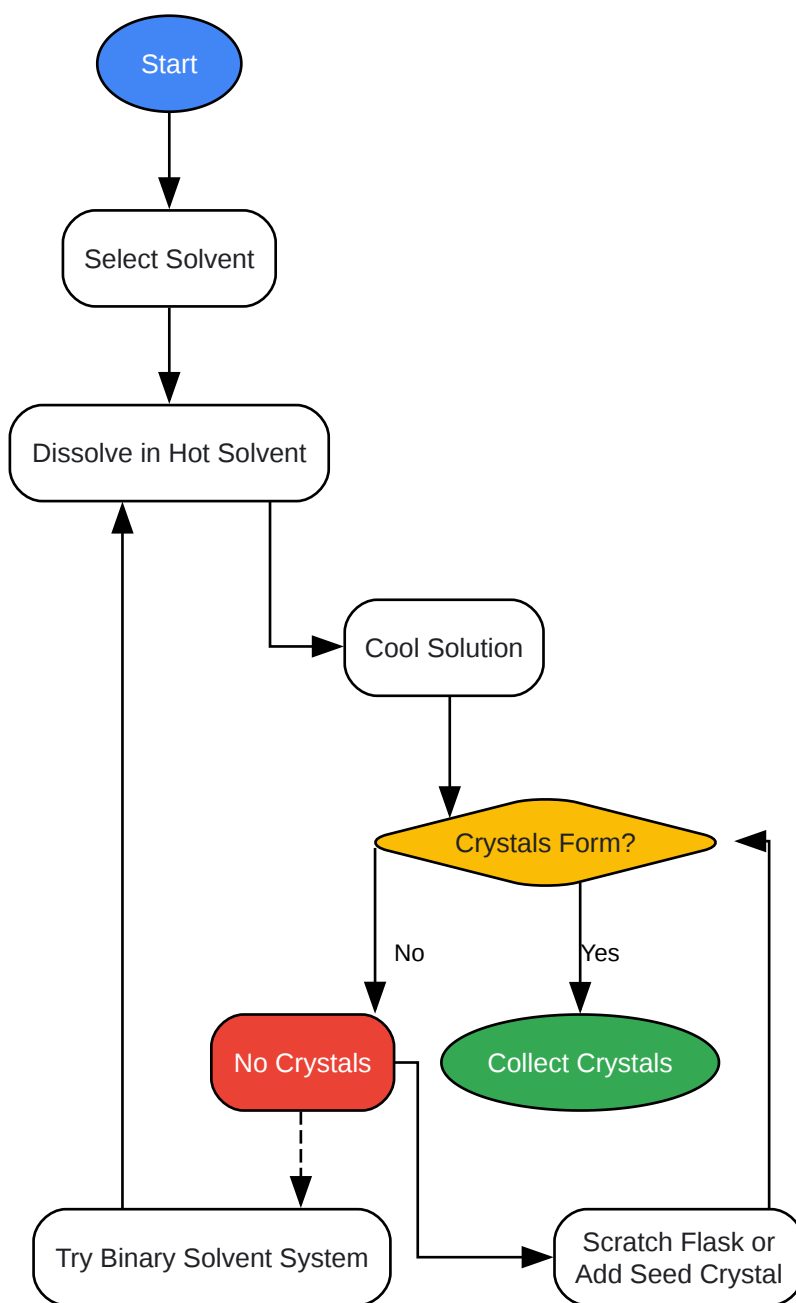 Start
Select Solvent
Dissolve in Hot Solvent
Cool Solution
Crystals Form?
No
Yes
No Crystals
Collect Crystals
Try Binary Solvent System
Scratch Flask or
Add Seed Crystal